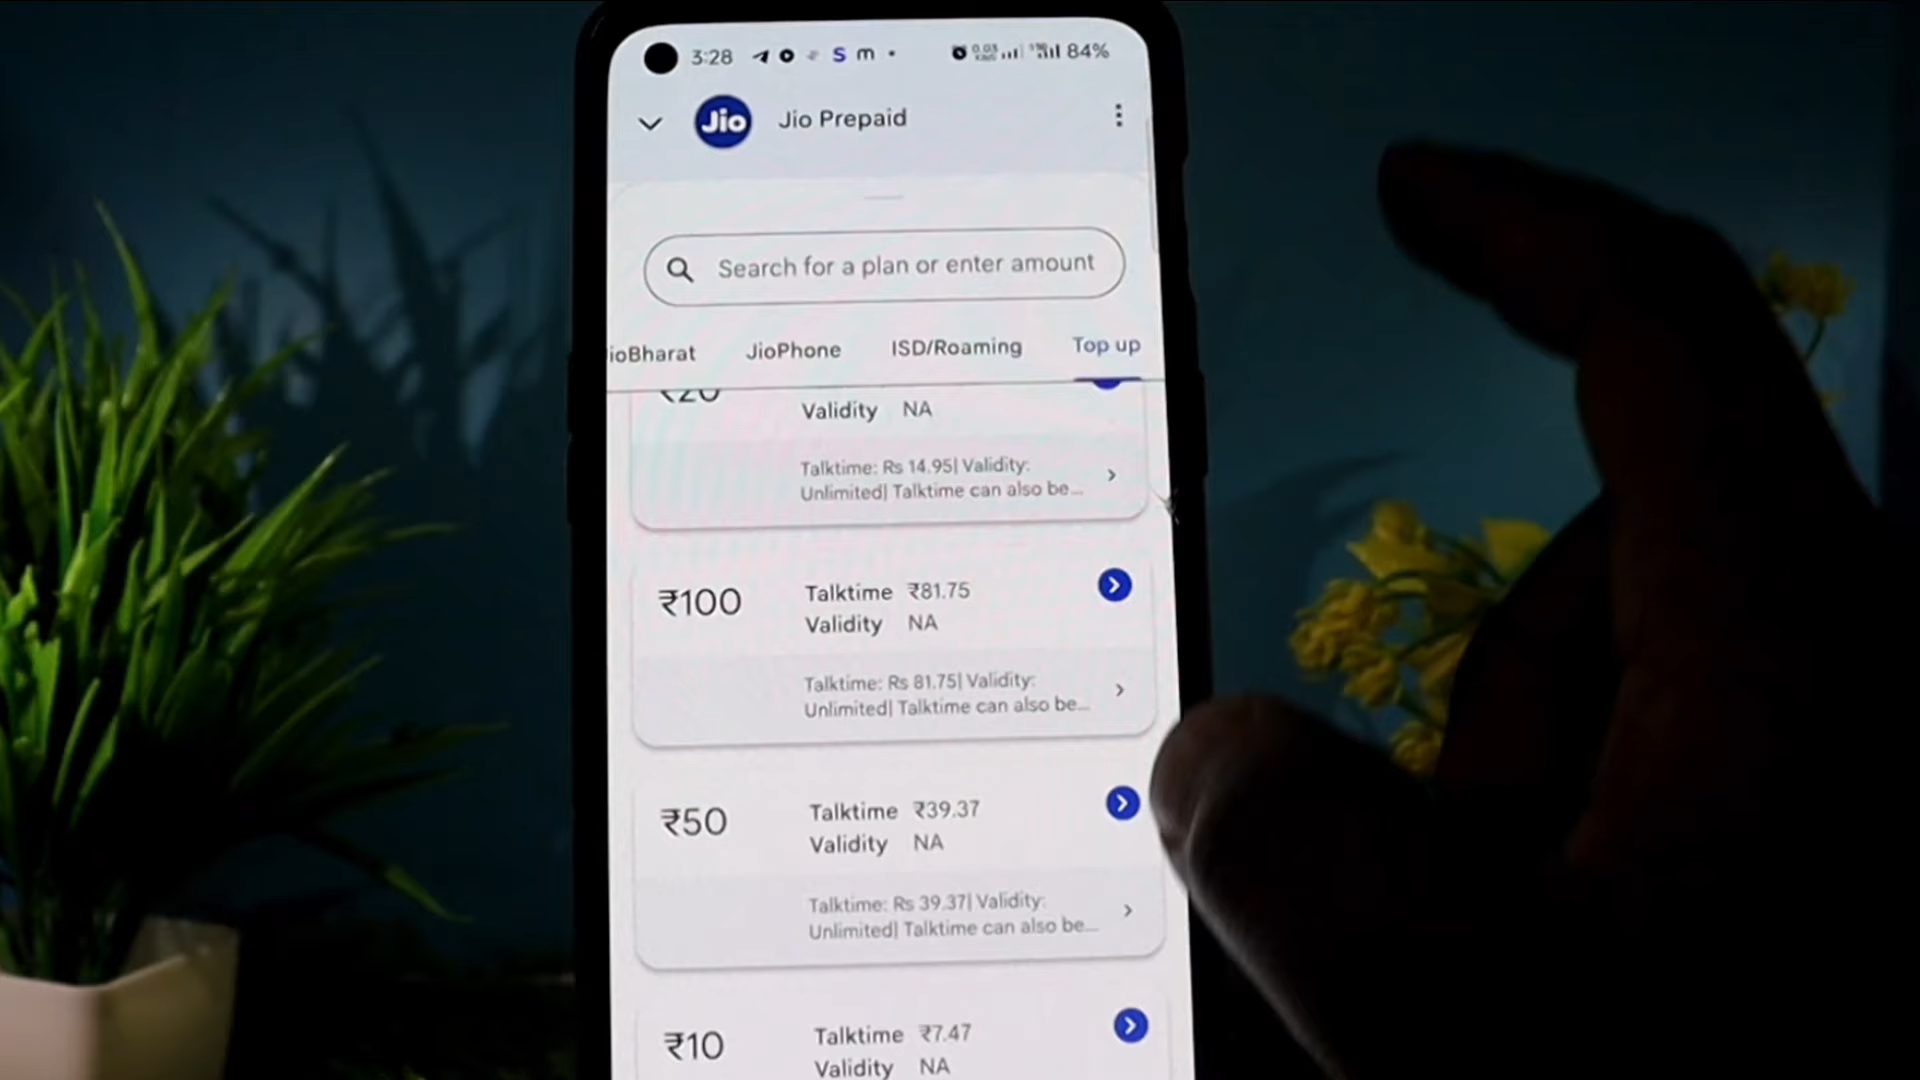 3:28 S m 84%
Jio Jio Prepaid
Search for a plan or enter amount
ioBharat JioPhone ISD/Roaming Top up
₹20
Validity NA
Talktime: Rs 14.95| Validity:
Unlimited| Talktime can also be...
₹100 Talktime ₹81.75
Validity NA
Talktime: Rs 81.75| Validity:
Unlimited| Talktime can also be...
₹50 Talktime ₹39.37
Validity NA
Talktime: Rs 39.37| Validity:
Unlimited| Talktime can also be...
₹10 Talktime ₹7.47
Validity NA